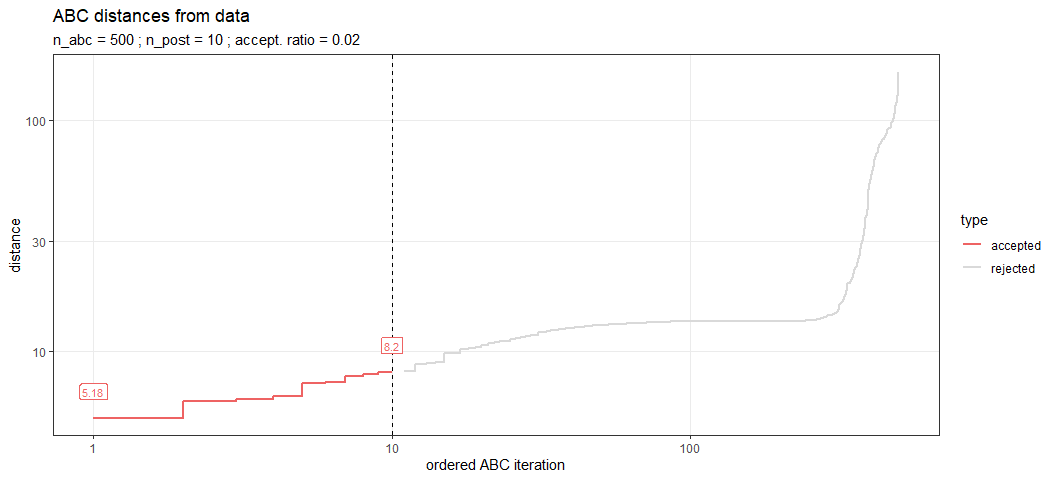 ABC distances from data
n_abc = 500 ; n_post = 10 ; accept. ratio = 0.02
distance
100
30
10
5.18
8.2
1
10
100
ordered ABC iteration
type
accepted
rejected